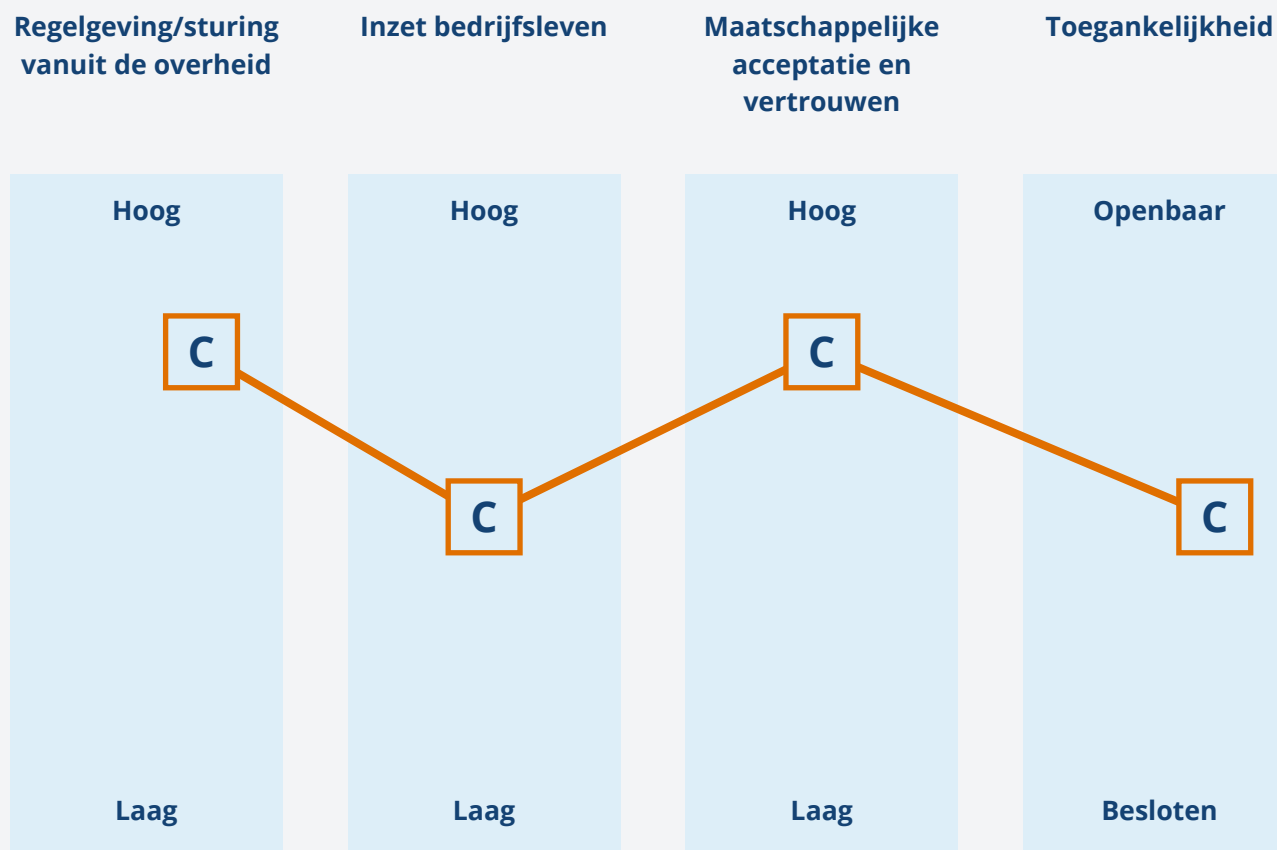 Regelgeving/sturing
vanuit de overheid
Inzet bedrijfsleven
Maatschappelijke
acceptatie en
vertrouwen
Toegankelijkheid
Hoog
Hoog
Hoog
Openbaar
C
C
C
C
Laag
Laag
Laag
Besloten